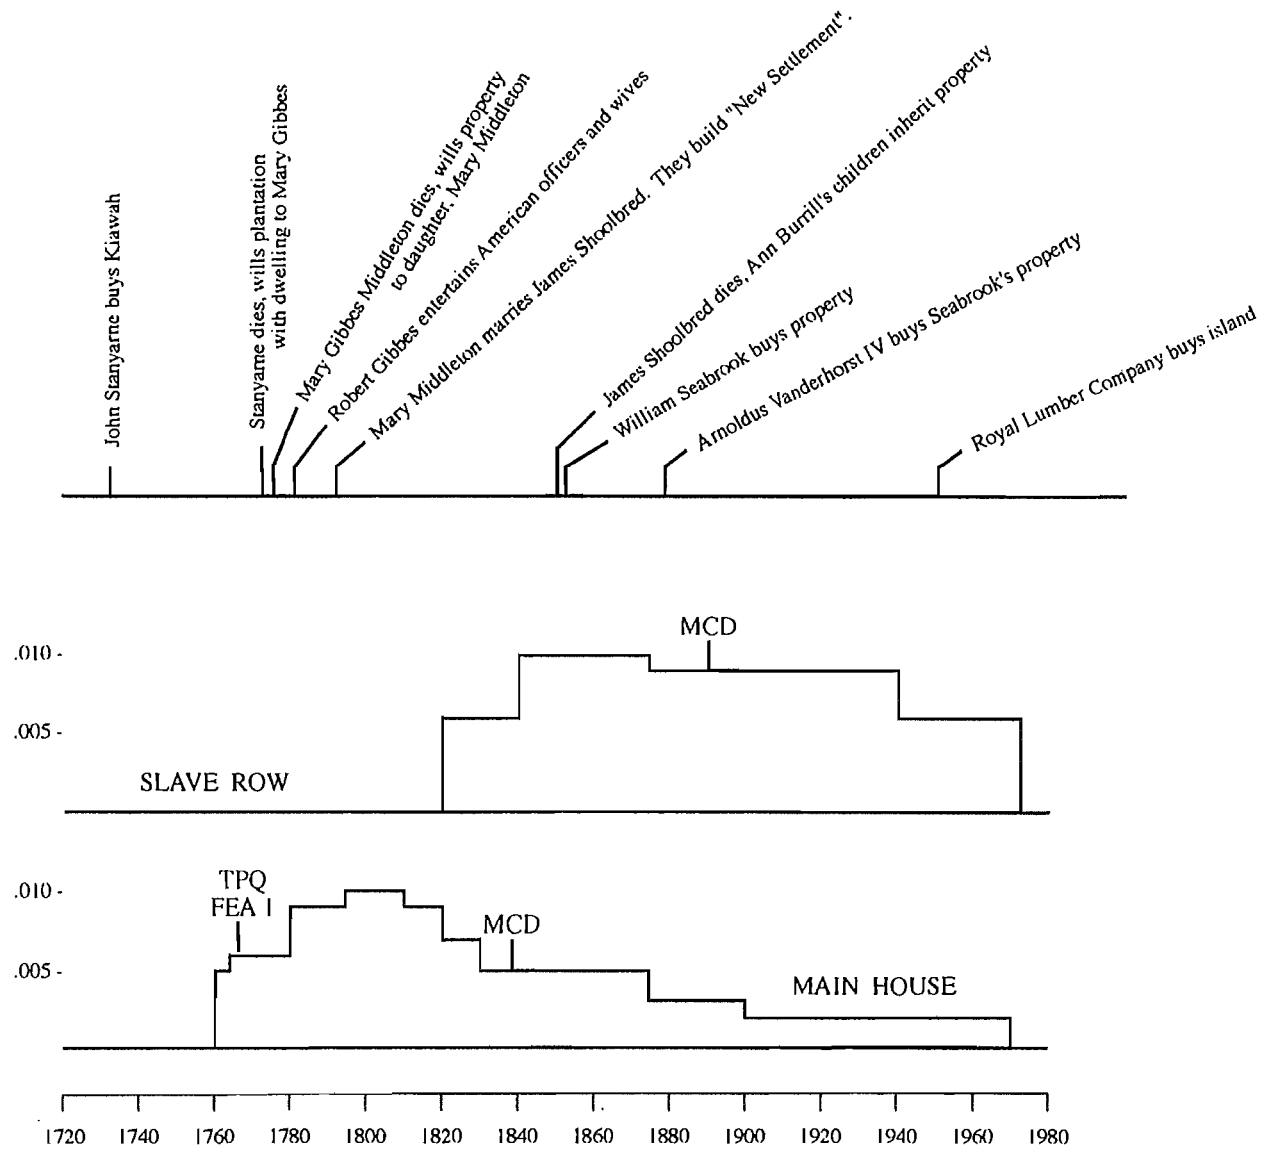 John Stanyarne buys Kiawah
Stanyarne dies, wills plantation
with dwelling to Mary Gibbes
Mary Gibbes Middleton dies, wills property
to daughter, Mary Middleton
Robert Gibbes entertains American officers and wives
Mary Middleton marries James Shoolbred. They build "New Settlement".
James Shoolbred dies, Ann Burrill's children inherit property
William Seabrook buys property
Arnoldus Vanderhorst IV buys Seabrook's property
Royal Lumber Company buys island
MCD
.010 -
.005 -
SLAVE ROW
TPQ
FEA 1
.010 -
MCD
.005 -
MAIN HOUSE
1720 1740 1760 1780 1800 1820 1840 1860 1880 1900 1920 1940 1960 1980